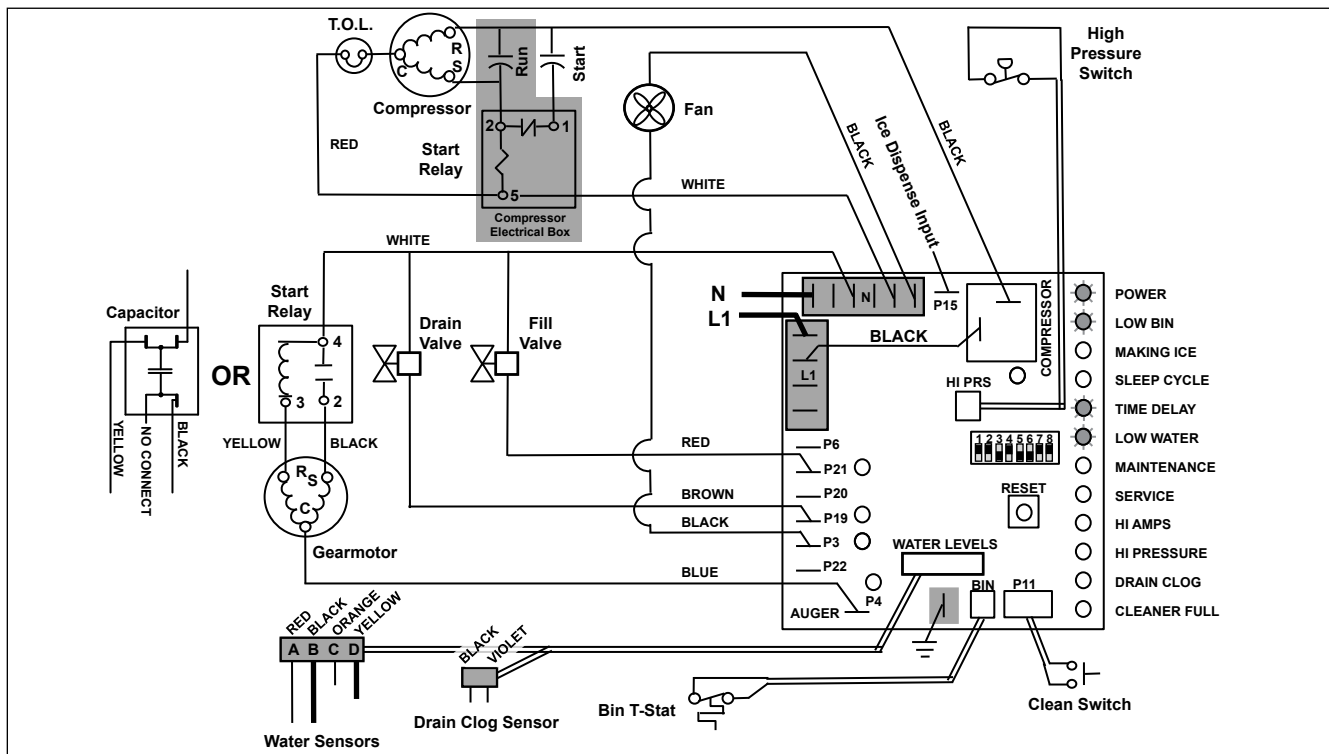 T.O.L.
R
S
C
Compressor
Run
Start
2
1
5
Start
Relay
Compressor
Electrical Box
RED
WHITE
Fan
BLACK
Ice Dispense Input
BLACK
High
Pressure
Switch
WHITE
Capacitor
YELLOW
NO CONNECT
BLACK
OR
Start
Relay
4
3
2
YELLOW
BLACK
R
S
C
Gearmotor
Drain
Valve
Fill
Valve
N
L1
N
P15
L1
BLACK
COMPRESSOR
HI PRS
1 2 3 4 5 6 7 8
RESET
RED
BROWN
BLACK
BLUE
P6
P21
P20
P19
P3
P22
P4
AUGER
WATER LEVELS
BIN
P11
POWER
LOW BIN
MAKING ICE
SLEEP CYCLE
TIME DELAY
LOW WATER
MAINTENANCE
SERVICE
HI AMPS
HI PRESSURE
DRAIN CLOG
CLEANER FULL
RED
BLACK
ORANGE
YELLOW
A B C D
Water Sensors
BLACK
VIOLET
Drain Clog Sensor
Bin T-Stat
Clean Switch